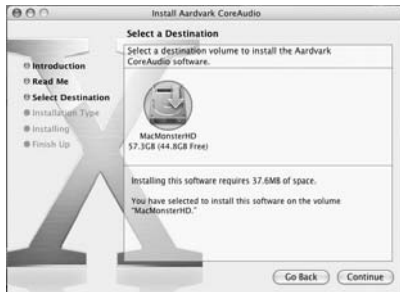 Install Aardvark CoreAudio
Select a Destination
Select a destination volume to install the Aardvark
CoreAudio software.
Introduction
Read Me
Select Destination
Installation Type
Installing
Finish Up
MacMonsterHD
57.3GB (44.8GB Free)
Installing this software requires 37.6MB of space.
You have selected to install this software on the volume
"MacMonsterHD."
Go Back
Continue